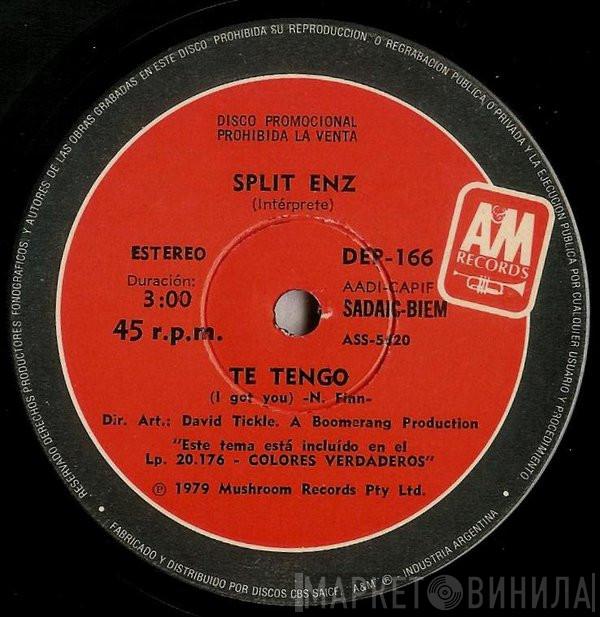 RESERVADO DERECHOS PRODUCTORES FONOGRAFICOS, Y AUTORES DE LAS OBRAS GRABADAS EN ESTE DISCO. PROHIBIDA SU REPRODUCCION, O REGRABACION PUBLICA, O PRIVADA Y LA EJECUCION PUBLICA POR CUALQUIER USUARIO Y PROCEDIMIENTO
DISCO PROMOCIONAL
PROHIBIDA LA VENTA
SPLIT ENZ
(Intérprete)
A&M
RECORDS
ESTEREO
DEP-166
Duración:
3:00
AADI-CAPIF
SADAIC-BIEM
45 r.p.m.
TE TENGO
(I got you) -N. Finn-
Dir. Art.: David Tickle. A Boomerang Production
"Este tema está incluído en el
Lp. 20.176 - COLORES VERDADEROS"
℗ 1979 Mushroom Records Pty Ltd.
• FABRICADO Y DISTRIBUIDO POR DISCOS CBS SAICF. A&M ® - INDUSTRIA ARGENTINA •
МАРКЕТ ВИНИЛА